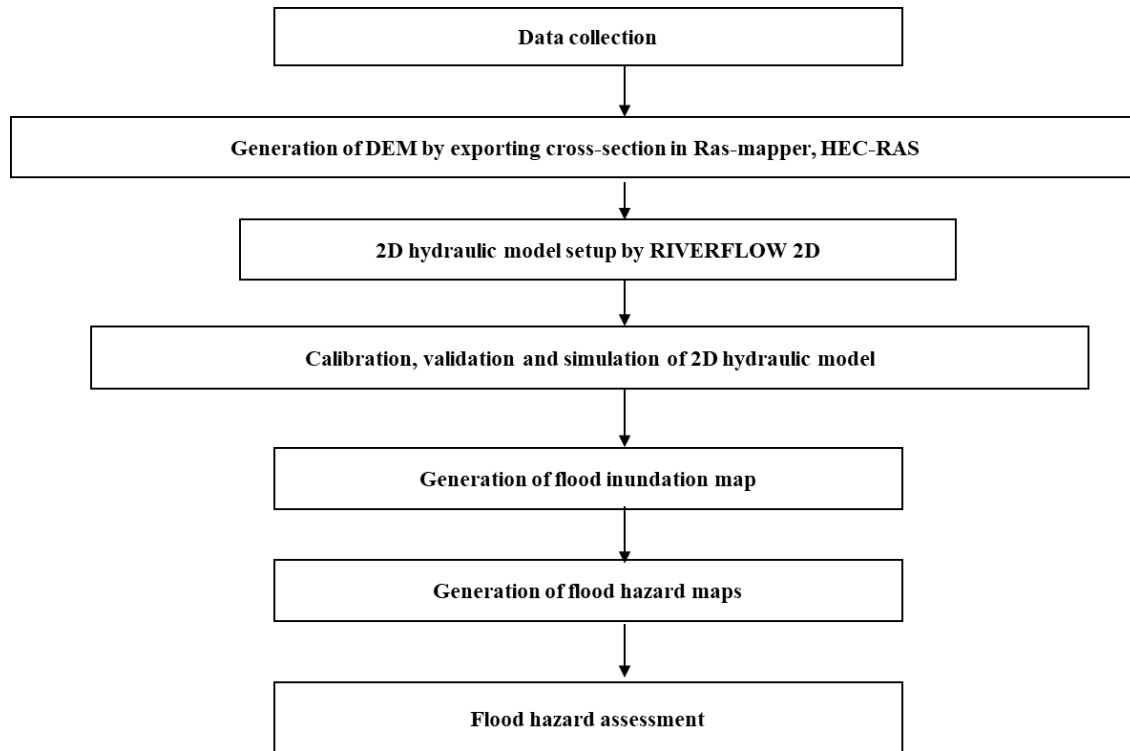 Data collection
Generation of DEM by exporting cross-section in Ras-mapper, HEC-RAS
2D hydraulic model setup by RIVERFLOW 2D
Calibration, validation and simulation of 2D hydraulic model
Generation of flood inundation map
Generation of flood hazard maps
Flood hazard assessment